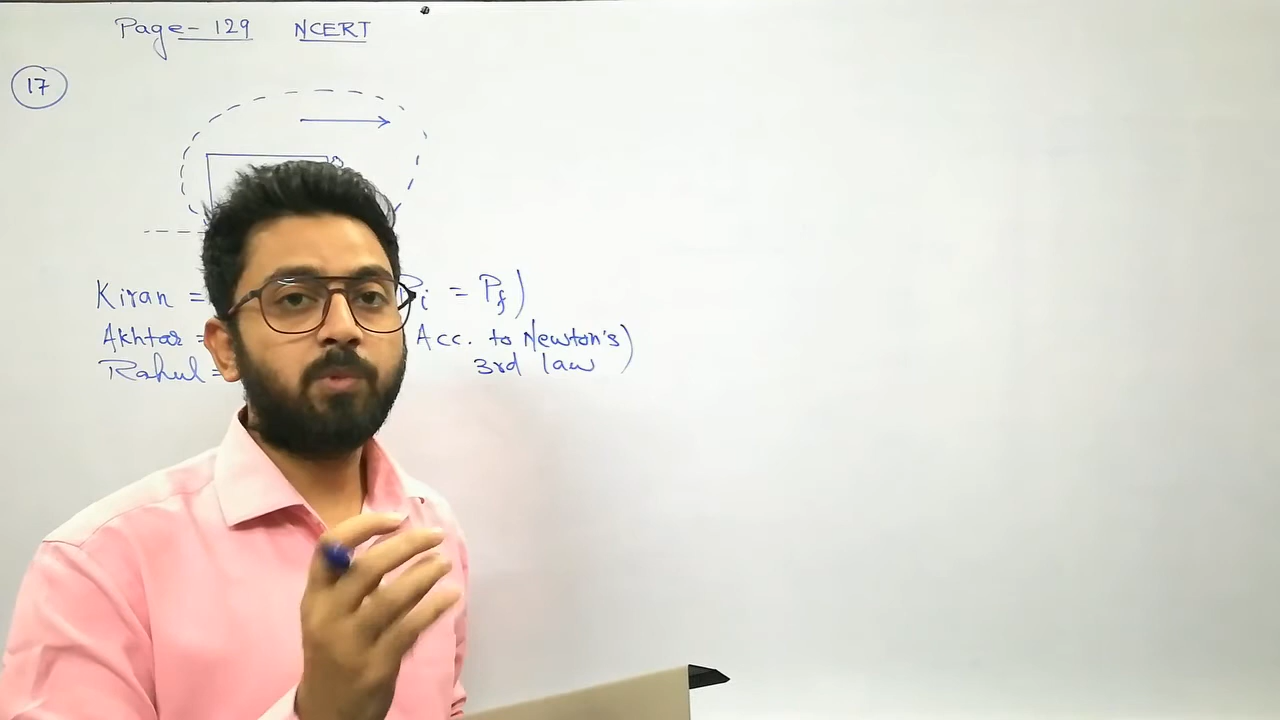 Page-129 NCERT
17
Kiran = Pi = Pf)
Akhtar = Acc. to Newton's)
Rahul = 3rd law